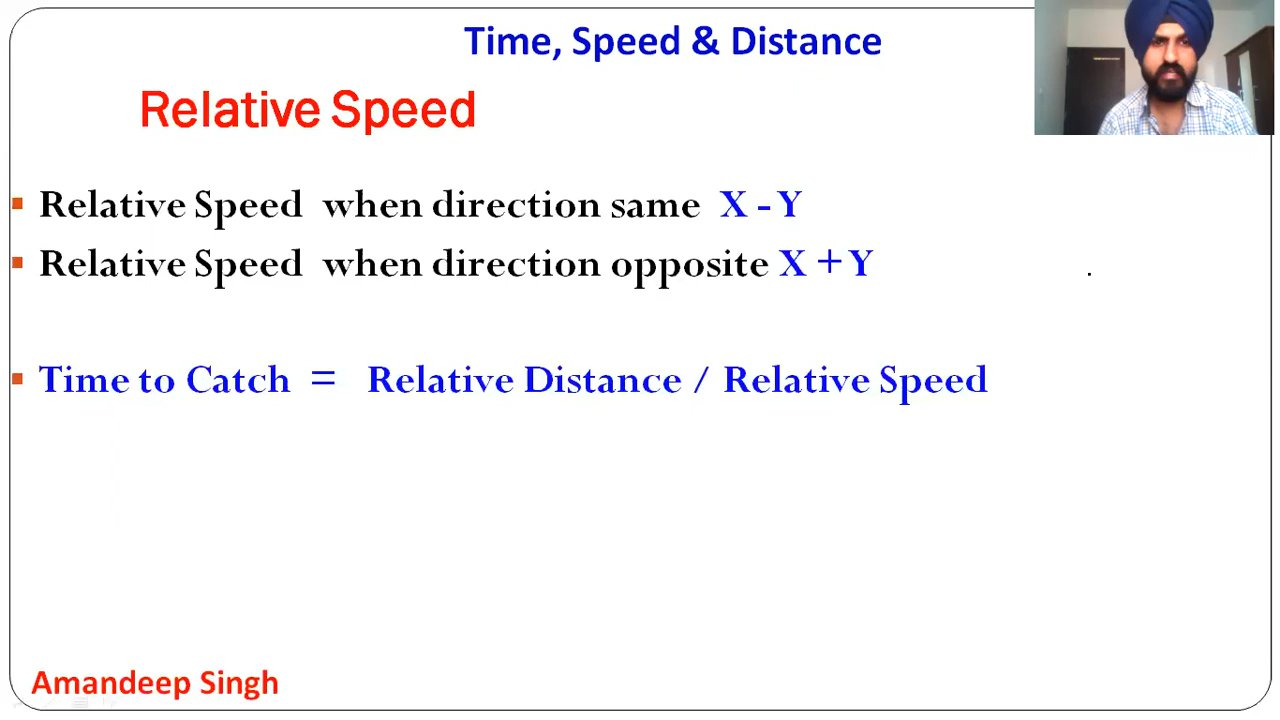 Time, Speed & Distance
Relative Speed
Relative Speed when direction same X - Y
Relative Speed when direction opposite X + Y
Time to Catch = Relative Distance / Relative Speed
Amandeep Singh